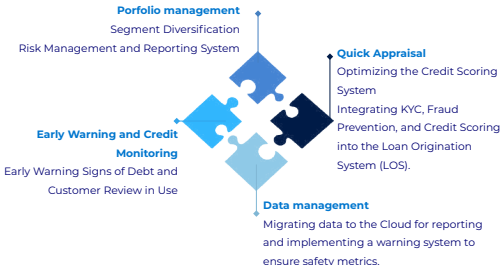 Porfolio management
Segment Diversification
Risk Management and Reporting System
Quick Appraisal
Optimizing the Credit Scoring
System
Integrating KYC, Fraud
Prevention, and Credit Scoring
into the Loan Origination
System (LOS).
Early Warning and Credit
Monitoring
Early Warning Signs of Debt and
Customer Review in Use
Data management
Migrating data to the Cloud for reporting
and implementing a warning system to
ensure safety metrics.